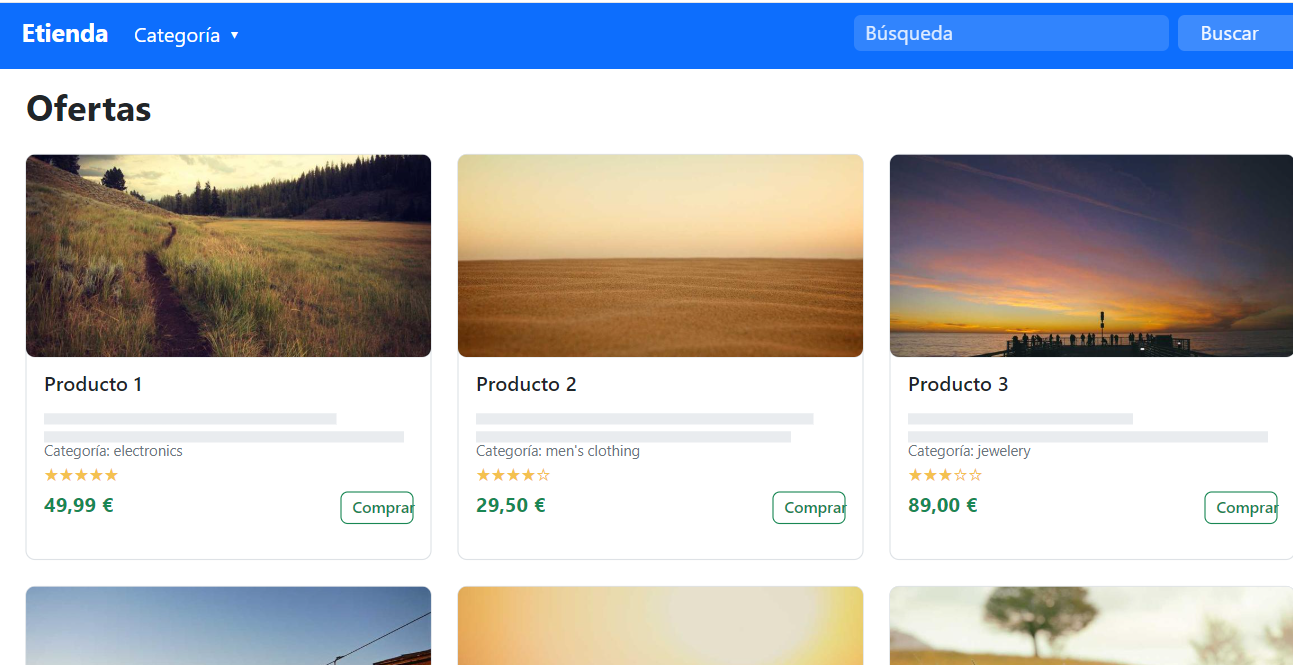 Etienda
Categoría ▼
Búsqueda
Buscar
Ofertas
Producto 1
Categoría: electronics
★★★★★
49,99 €
Comprar
Producto 2
Categoría: men's clothing
★★★★☆
29,50 €
Comprar
Producto 3
Categoría: jewelery
★★★☆☆
89,00 €
Comprar